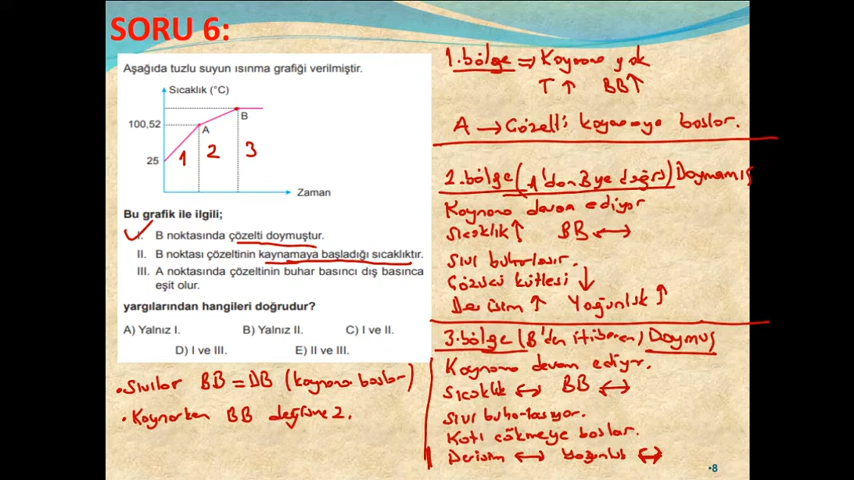 SORU 6:
Aşağıda tuzlu suyun ısınma grafiği verilmiştir.
Sıcaklık (°C)
100,52
25
A
B
1
2
3
Zaman
Bu grafik ile ilgili;
I. B noktasında çözelti doymuştur.
II. B noktası çözeltinin kaynamaya başladığı sıcaklıktır.
III. A noktasında çözeltinin buhar basıncı dış basınca
eşit olur.
yargılarından hangileri doğrudur?
A) Yalnız I. B) Yalnız II. C) I ve II.
D) I ve III. E) II ve III.
• Sıvılar BB = DB (kaynama başlar)
• Kaynarken BB değişmez.
1.bölge ⇒ Kaynama yok
T ↑ BB ↑
A → Çözelti kaynamaya başlar.
2.bölge (A'dan B'ye doğru) Doymamış
Kaynama devam ediyor
Sıcaklık ↑ BB ↔
Sıvı buharlaşır.
Çözücü kütlesi ↓
Derişim ↑ Yoğunluk ↑
3.bölge (B'den itibaren) Doymuş
Kaynama devam ediyor.
Sıcaklık ↔ BB ↔
Sıvı buharlaşıyor.
Katı çökmeye başlar.
Derişim ↔ Yoğunluk ↔
•8